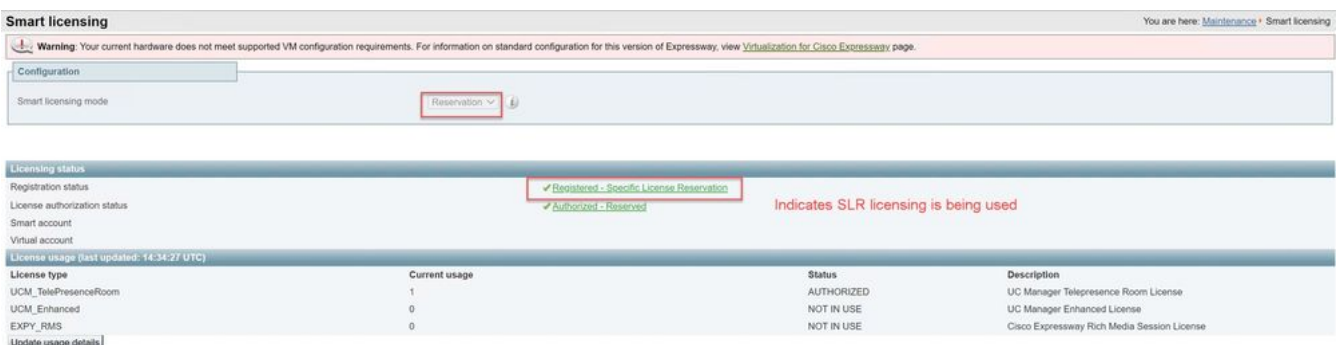 Smart licensing
You are here: Maintenance Smart licensing
Warning: Your current hardware does not meet supported VM configuration requirements. For information on standard configuration for this version of Expressway, view Virtualization for Cisco Expressway page.
Configuration
Smart licensing mode Reservation
Licensing status
Registration status Registered - Specific License Reservation
License authorization status Authorized - Reserved Indicates SLR licensing is being used
Smart account
Virtual account
License usage (last updated: 14:34:27 UTC)
License type Current usage Status Description
UCM_TelePresenceRoom 1 AUTHORIZED UC Manager Telepresence Room License
UCM_Enhanced 0 NOT IN USE UC Manager Enhanced License
EXPY_RMS 0 NOT IN USE Cisco Expressway Rich Media Session License
Update usage details